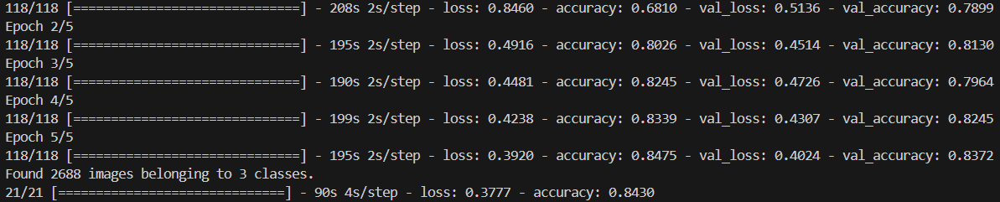 118/118 [==============================] - 208s 2s/step - loss: 0.8460 - accuracy: 0.6810 - val_loss: 0.5136 - val_accuracy: 0.7899
Epoch 2/5
118/118 [==============================] - 195s 2s/step - loss: 0.4916 - accuracy: 0.8026 - val_loss: 0.4514 - val_accuracy: 0.8130
Epoch 3/5
118/118 [==============================] - 190s 2s/step - loss: 0.4481 - accuracy: 0.8245 - val_loss: 0.4726 - val_accuracy: 0.7964
Epoch 4/5
118/118 [==============================] - 199s 2s/step - loss: 0.4238 - accuracy: 0.8339 - val_loss: 0.4307 - val_accuracy: 0.8245
Epoch 5/5
118/118 [==============================] - 195s 2s/step - loss: 0.3920 - accuracy: 0.8475 - val_loss: 0.4024 - val_accuracy: 0.8372
Found 2688 images belonging to 3 classes.
21/21 [==============================] - 90s 4s/step - loss: 0.3777 - accuracy: 0.8430